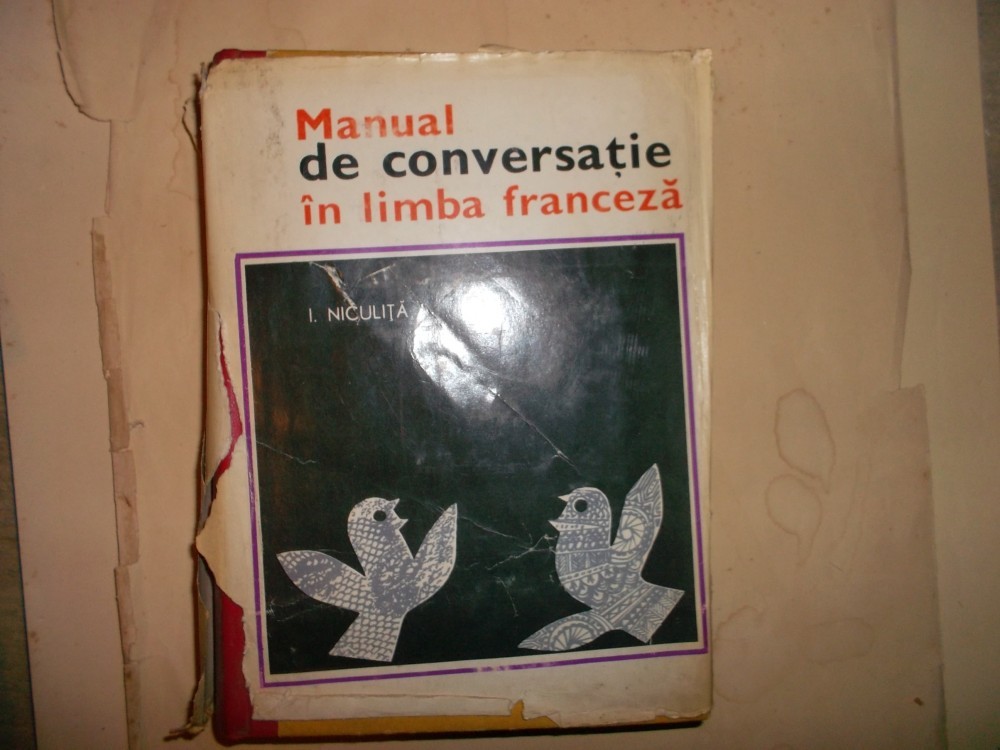 Manual
de conversație
în limba franceză
I. NICULIȚĂ